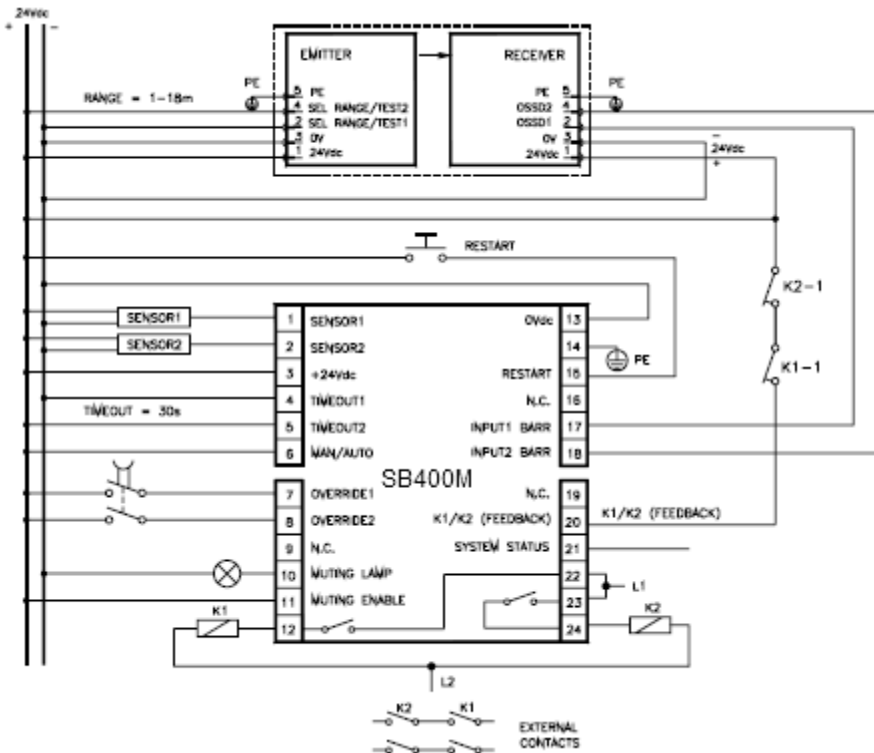 24Vdc
+ -
EMITTER
RECEIVER
PE
5 PE
4 SEL RANGE/TEST2
2 SEL RANGE/TEST1
3 0V
1 24Vdc
PE 5
OSSD2 4
OSSD1 2
0V 3
24Vdc 1
PE
RANGE = 1-18m
-
24Vdc
+
RESTART
K2-1
K1-1
SENSOR1
SENSOR2
TIMEOUT = 30s
1 SENSOR1
2 SENSOR2
3 +24Vdc
4 TIMEOUT1
5 TIMEOUT2
6 MAN/AUTO
7 OVERRIDE1
8 OVERRIDE2
9 N.C.
10 MUTING LAMP
11 MUTING ENABLE
12
SB400M
0Vdc 13
14 PE
RESTART 15
N.C. 16
INPUT1 BARR 17
INPUT2 BARR 18
N.C. 19
K1/K2 (FEEDBACK) 20
K1/K2 (FEEDBACK)
SYSTEM STATUS 21
22
23
24
L1
K1
K2
L2
K2 K1
EXTERNAL
CONTACTS